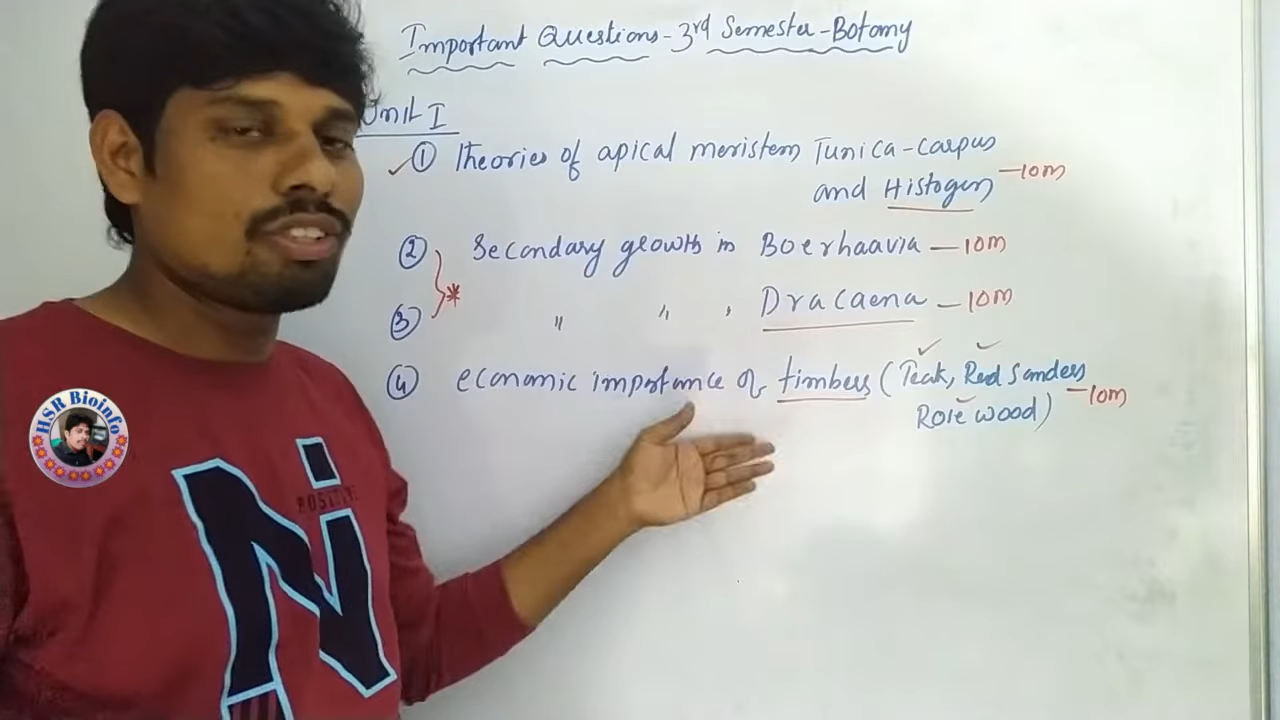 Important Questions - 3rd Semester - Botany
Unit I
① Theories of apical meristem Tunica-carpus
and Histogen - 10m
② Secondary growth in Boerhaavia - 10m
③ " " , Dracaena - 10m
④ economic importance of timbers (Teak, Red Sanders
Rose wood) - 10m
HSR Bioinfo
POSITIVE